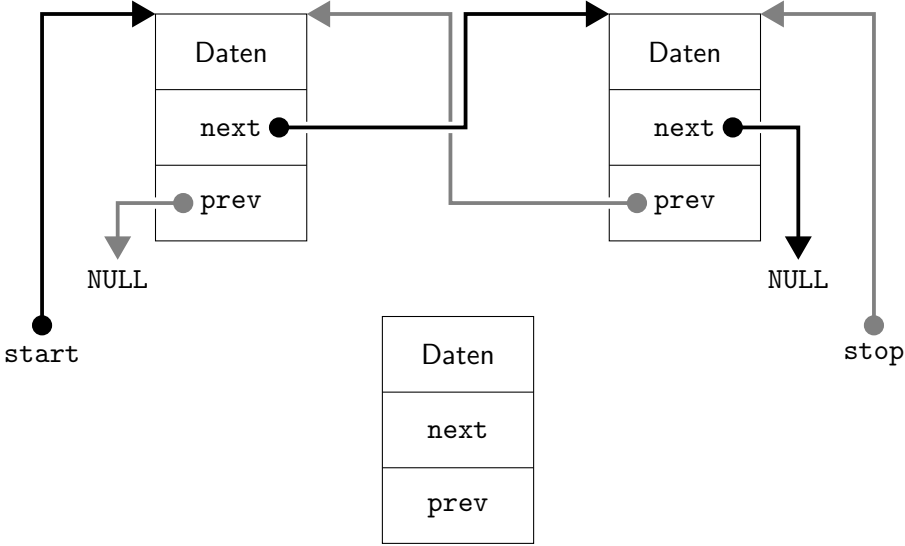 Daten
Daten
next
next
prev
prev
NULL
NULL
start
stop
Daten
next
prev